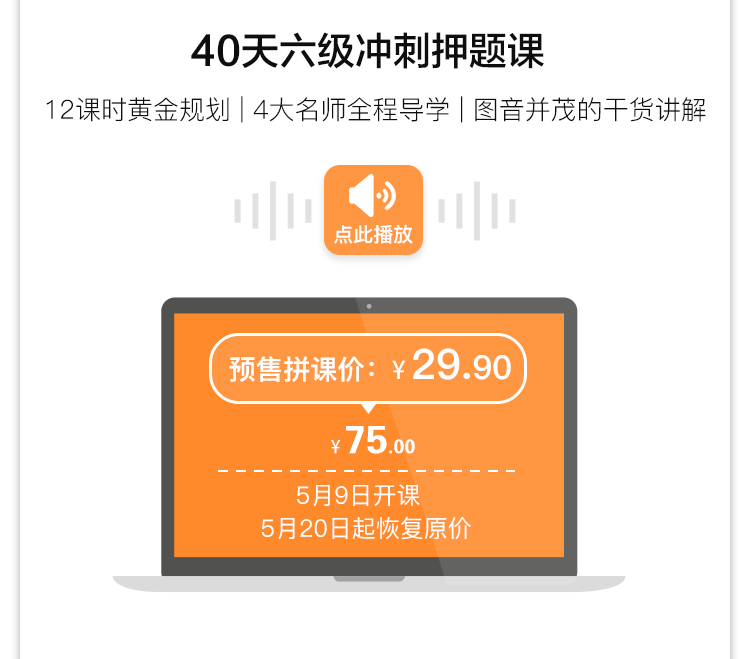 40天六级冲刺押题课
12课时黄金规划 | 4大名师全程导学 | 图音并茂的干货讲解
点此播放
预售拼课价：¥29.90
¥75.00
5月9日开课
5月20日起恢复原价